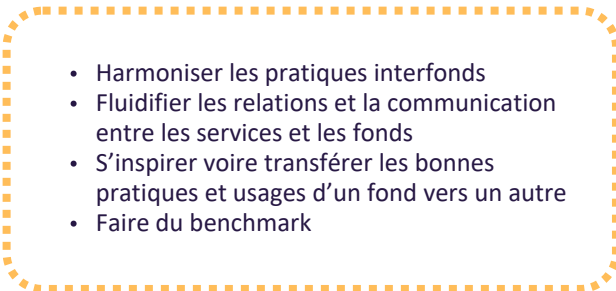 • Harmoniser les pratiques interfonds
• Fluidifier les relations et la communication
entre les services et les fonds
• S’inspirer voire transférer les bonnes
pratiques et usages d’un fond vers un autre
• Faire du benchmark